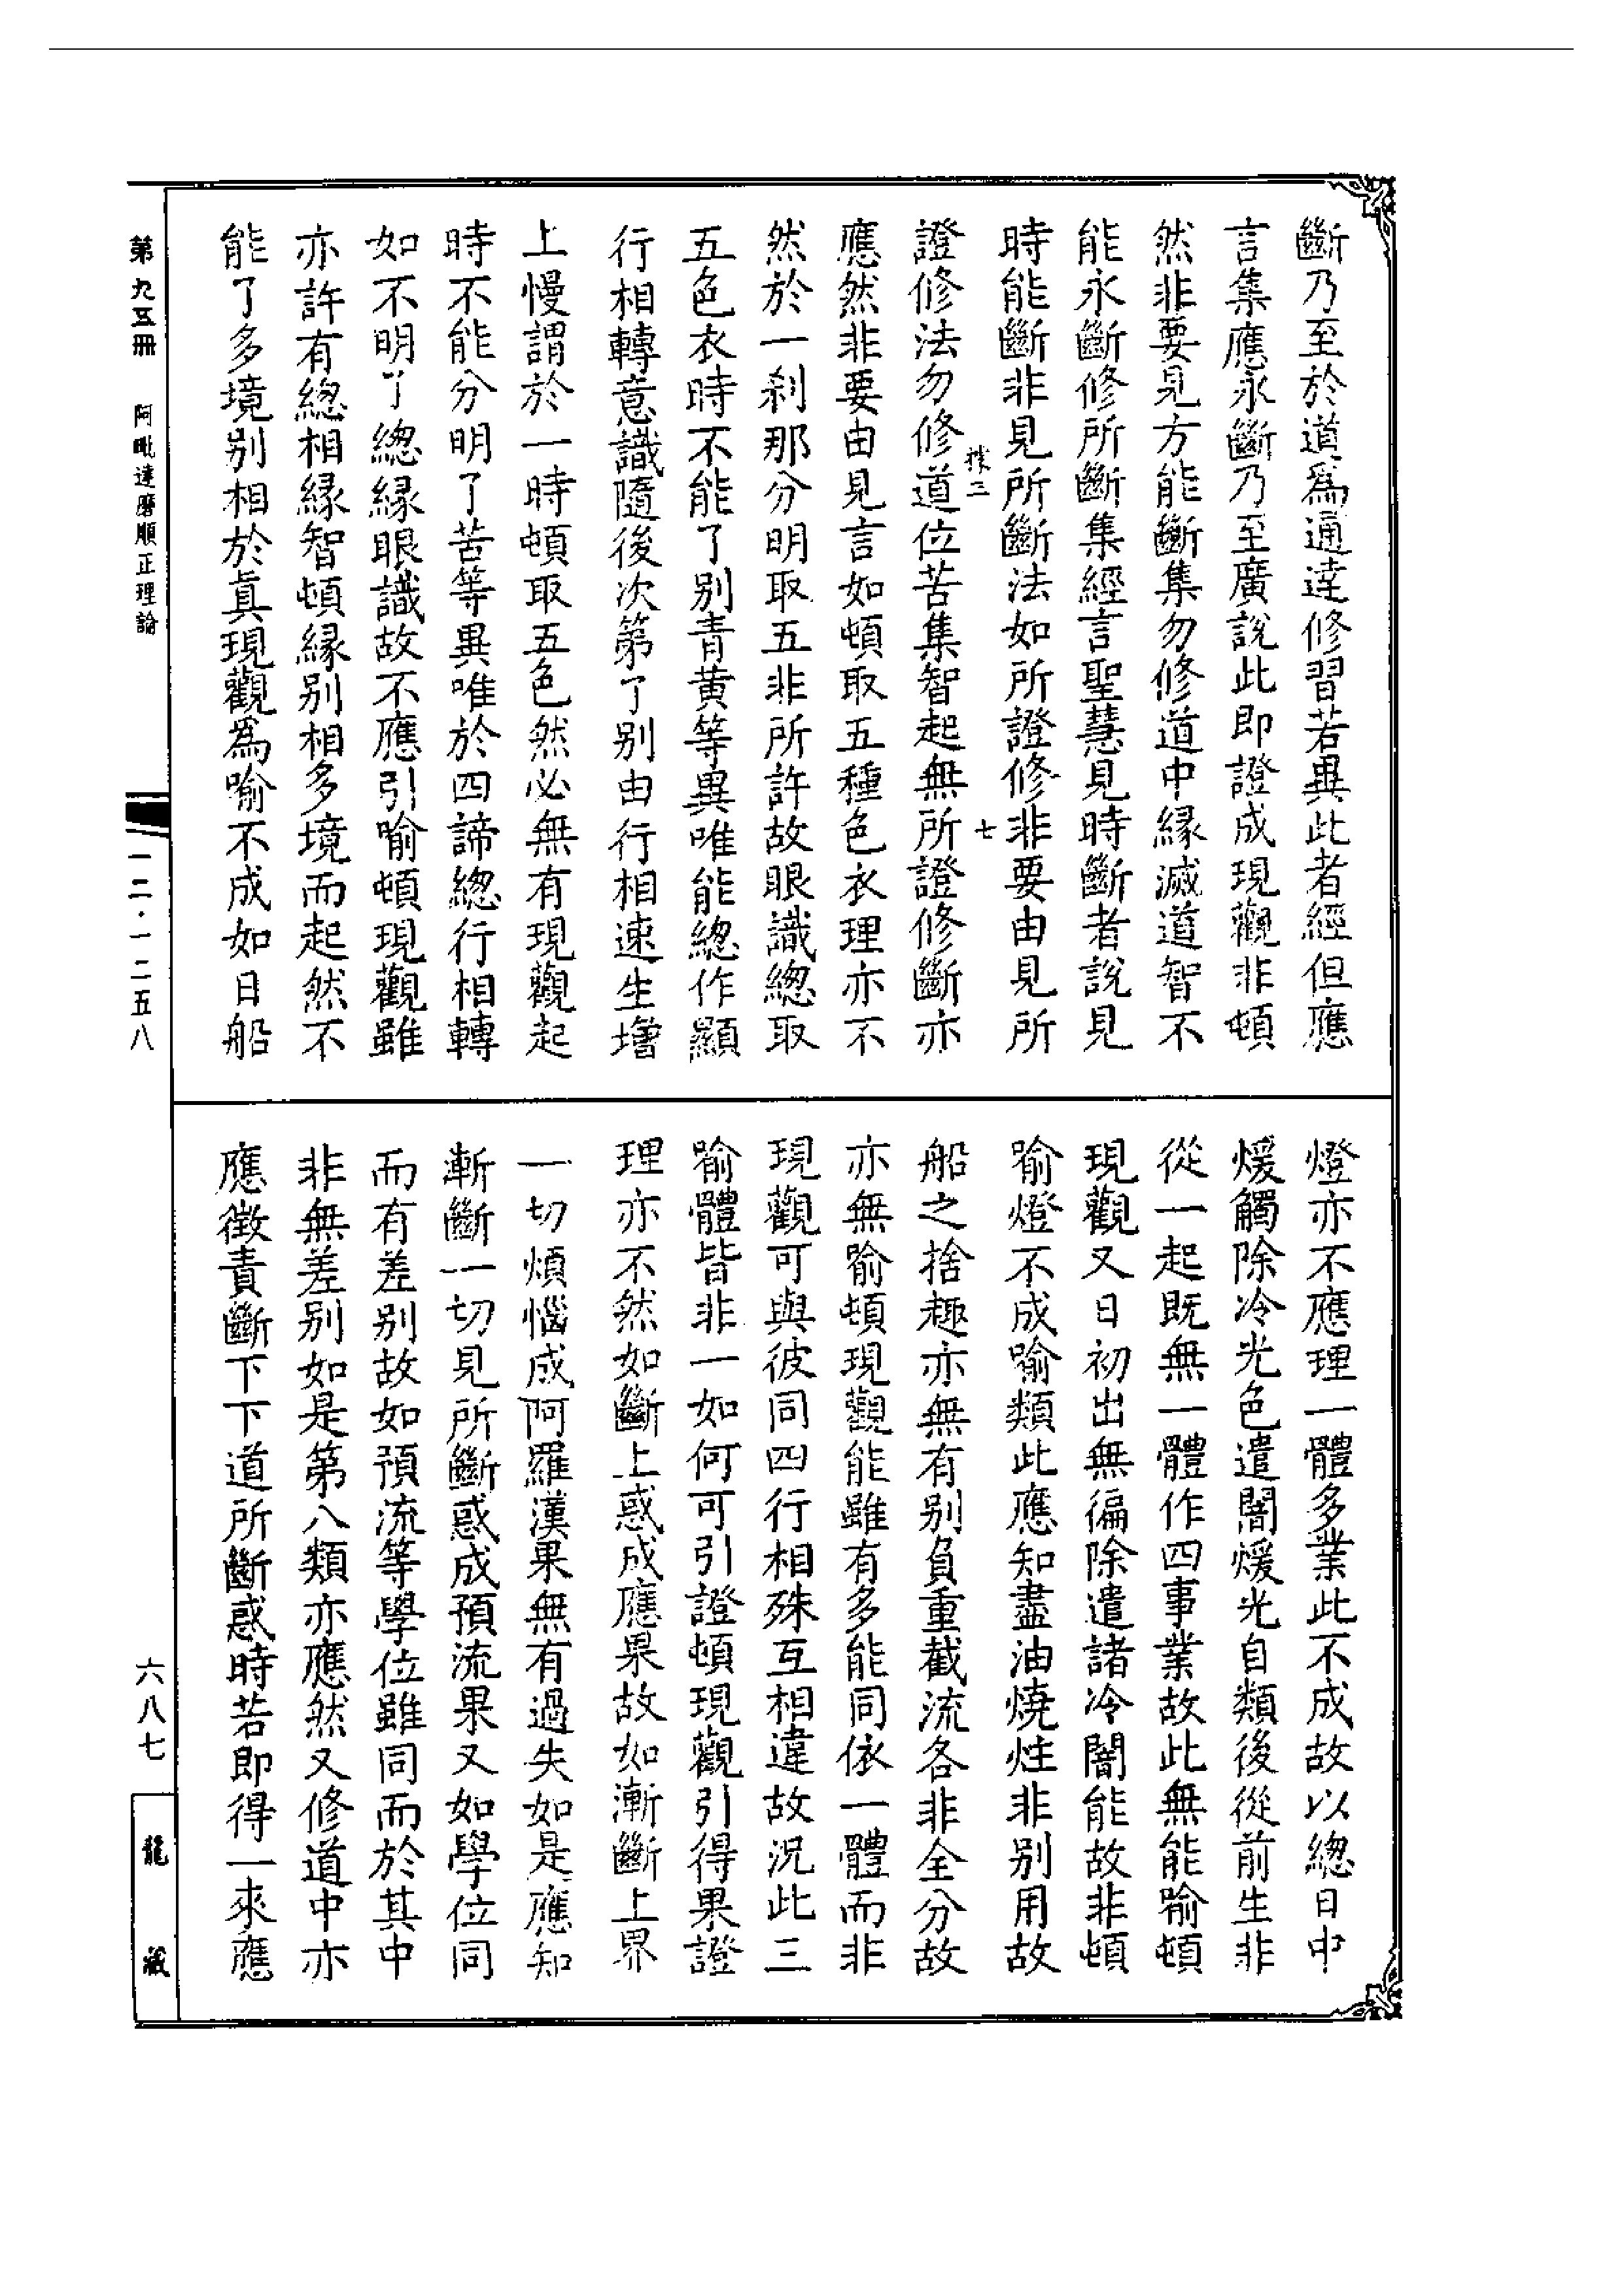 斷乃至於道爲通達修習若異此者經但應
言集應永斷乃至廣說此即證成現觀非頓
然非要見方能斷集勿修道中緣滅道智不
能永斷修所斷集經言聖慧見時斷者說見
時能斷非見所斷法如所證修非要由見所
證修法勿修道位苦集智起無所證修斷亦
應然非要由見言如頓取五種色衣理亦不
然於一刹那分明取五非所許故眼識總取
五色衣時不能了别青黄等異唯能總作顯
行相轉意識隨後次第了别由行相速生增
上慢謂於一時頓取五色然必無有現觀起
時不能分明了苦等異唯於四諦總行相轉
如不明了總緣眼識故不應引喻頓現觀雖
亦許有總相緣智頓緣别相多境而起然不
能了多境别相於真現觀爲喻不成如日船
燈亦不應理一體多業此不成故以總日中
煖觸除冷光色遣闇煖光自類後從前生非
從一起既無一體作四事業故此無能喻頓
現觀又日初出無徧除遣諸冷闇能故非頓
喻燈不成喻類此應知盡油燒炷非别用故
船之捨趣亦無有别負重截流各非全分故
亦無喻頓現觀能雖有多能同依一體而非
現觀可與彼同四行相殊互相違故況此三
喻體皆非一如何可引證頓現觀引得果證
理亦不然如斷上惑成應果故如漸斷上界
一切煩惱成阿羅漢果無有過失如是應知
漸斷一切見所斷惑成預流果又如學位同
而有差别故如預流等學位雖同而於其中
非無差别如是第八類亦應然又修道中亦
應徵責斷下下道所斷惑時若即得一來應
第九五冊 阿毗達磨順正理論
一二·一二五八
六八七
龍藏
據二
七